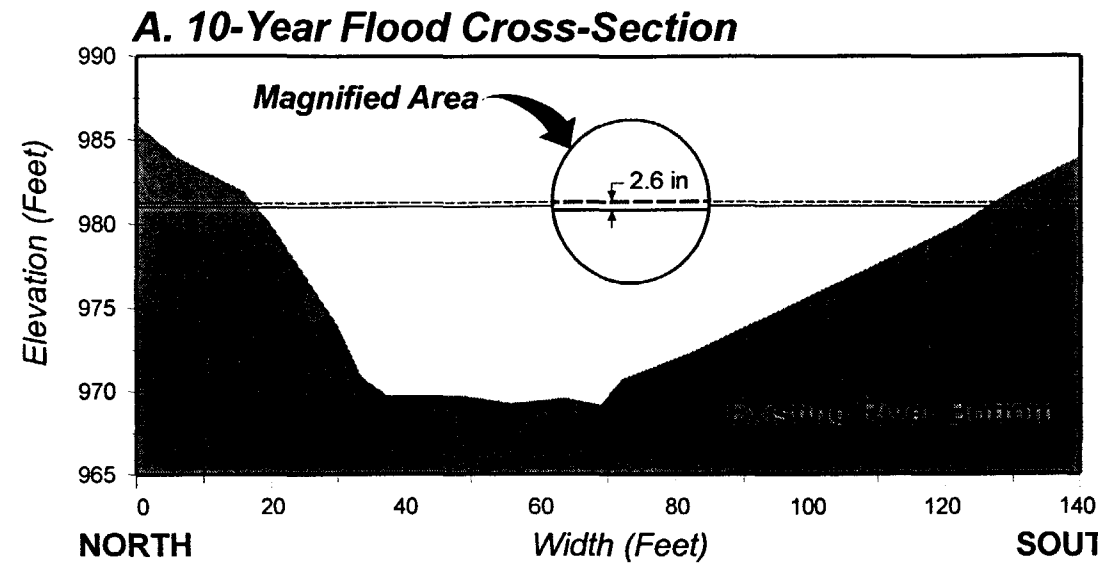 A. 10-Year Flood Cross-Section
990
Magnified Area
985
2.6 in
980
Elevation (Feet)
975
970
965
0 20 40 60 80 100 120 140
NORTH Width (Feet) SOUT